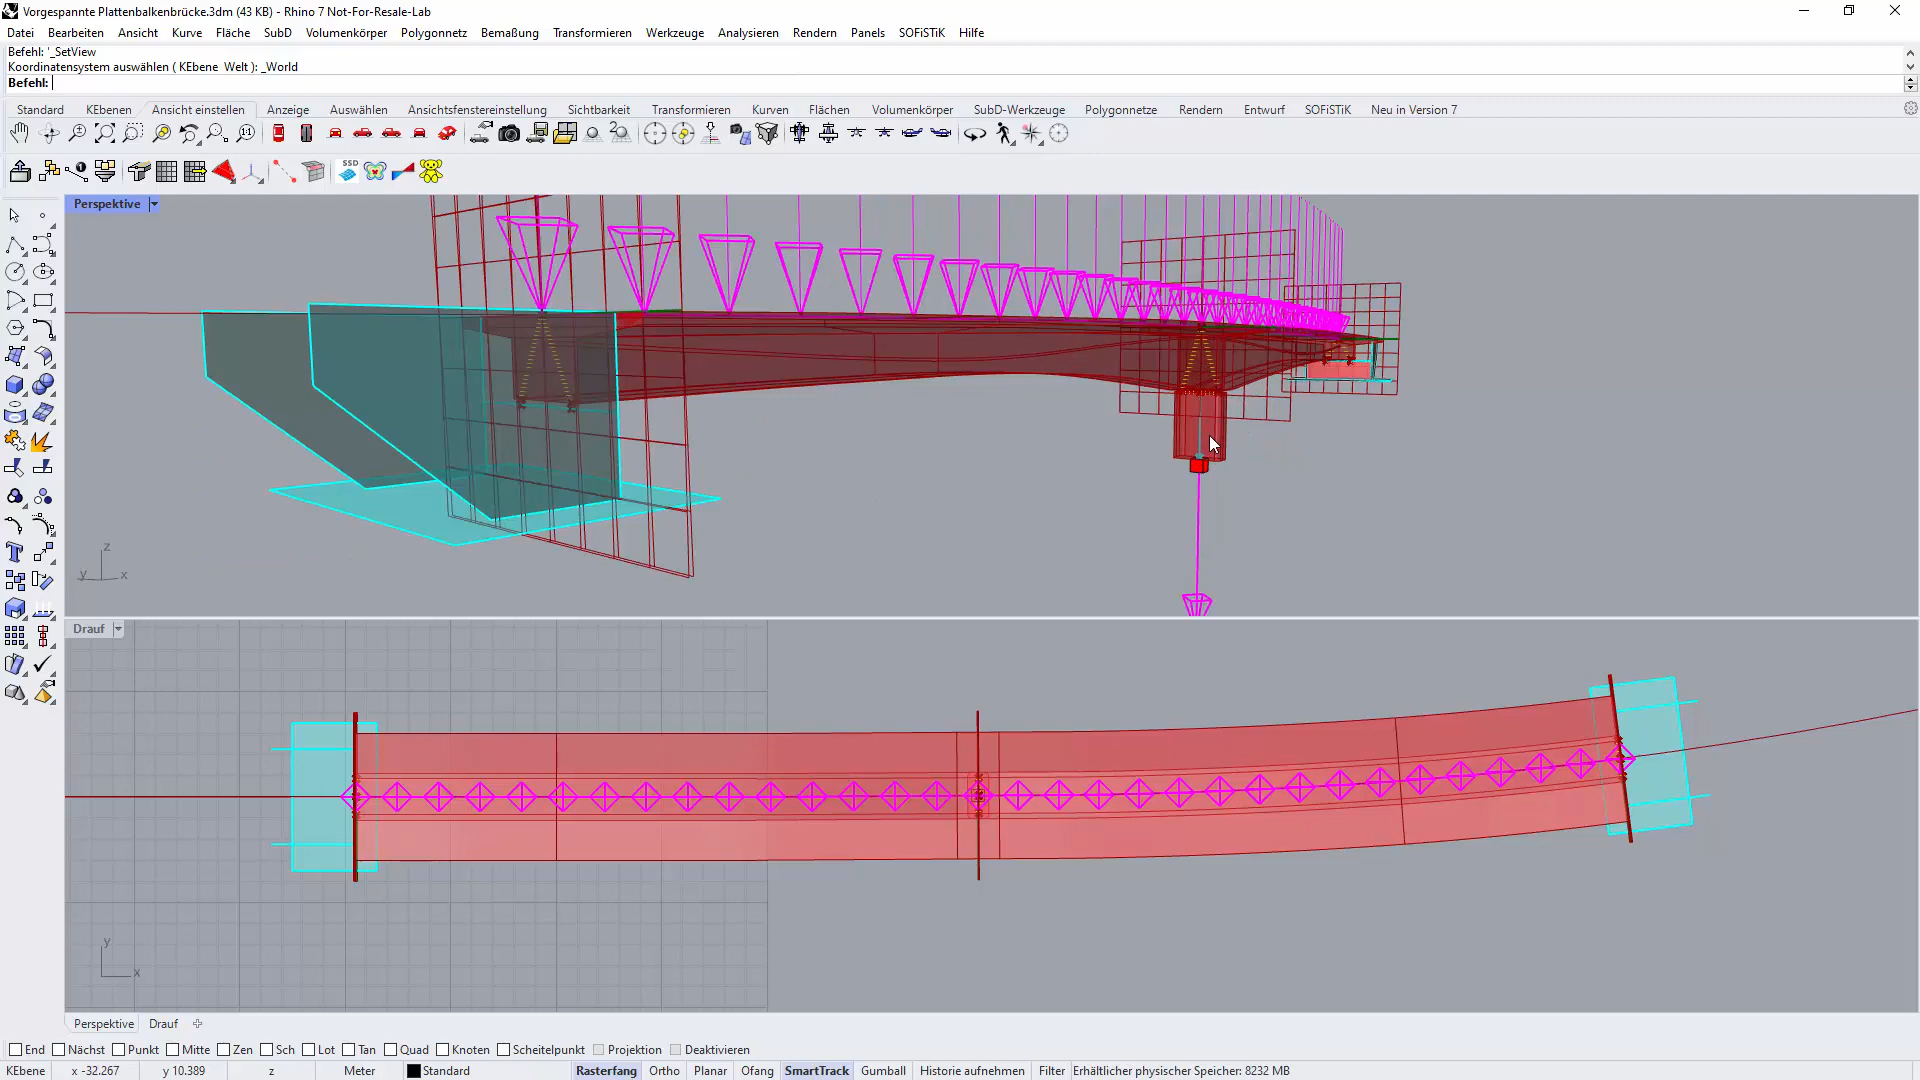 Vorgespannte Plattenbalkenbrücke.3dm (43 KB) - Rhino 7 Not-For-Resale-Lab
Datei Bearbeiten Ansicht Kurve Fläche SubD Volumenkörper Polygonnetz Bemaßung Transformieren Werkzeuge Analysieren Rendern Panels SOFiSTiK Hilfe
Befehl: '_SetView
Koordinatensystem auswählen ( KEbene Welt ): _World
Befehl:
Standard KEbenen Ansicht einstellen Anzeige Auswählen Ansichtsfenstereinstellung Sichtbarkeit Transformieren Kurven Flächen Volumenkörper SubD-Werkzeuge Polygonnetze Rendern Entwurf SOFiSTiK Neu in Version 7
1:1
2
SSD
Perspektive
z
y x
Drauf
y
x
Perspektive Drauf
End Nächst Punkt Mitte Zen Sch Lot Tan Quad Knoten Scheitelpunkt Projektion Deaktivieren
KEbene x -32.267 y 10.389 z Meter Standard Rasterfang Ortho Planar Ofang SmartTrack Gumball Historie aufnehmen Filter Erhältlicher physischer Speicher: 8232 MB